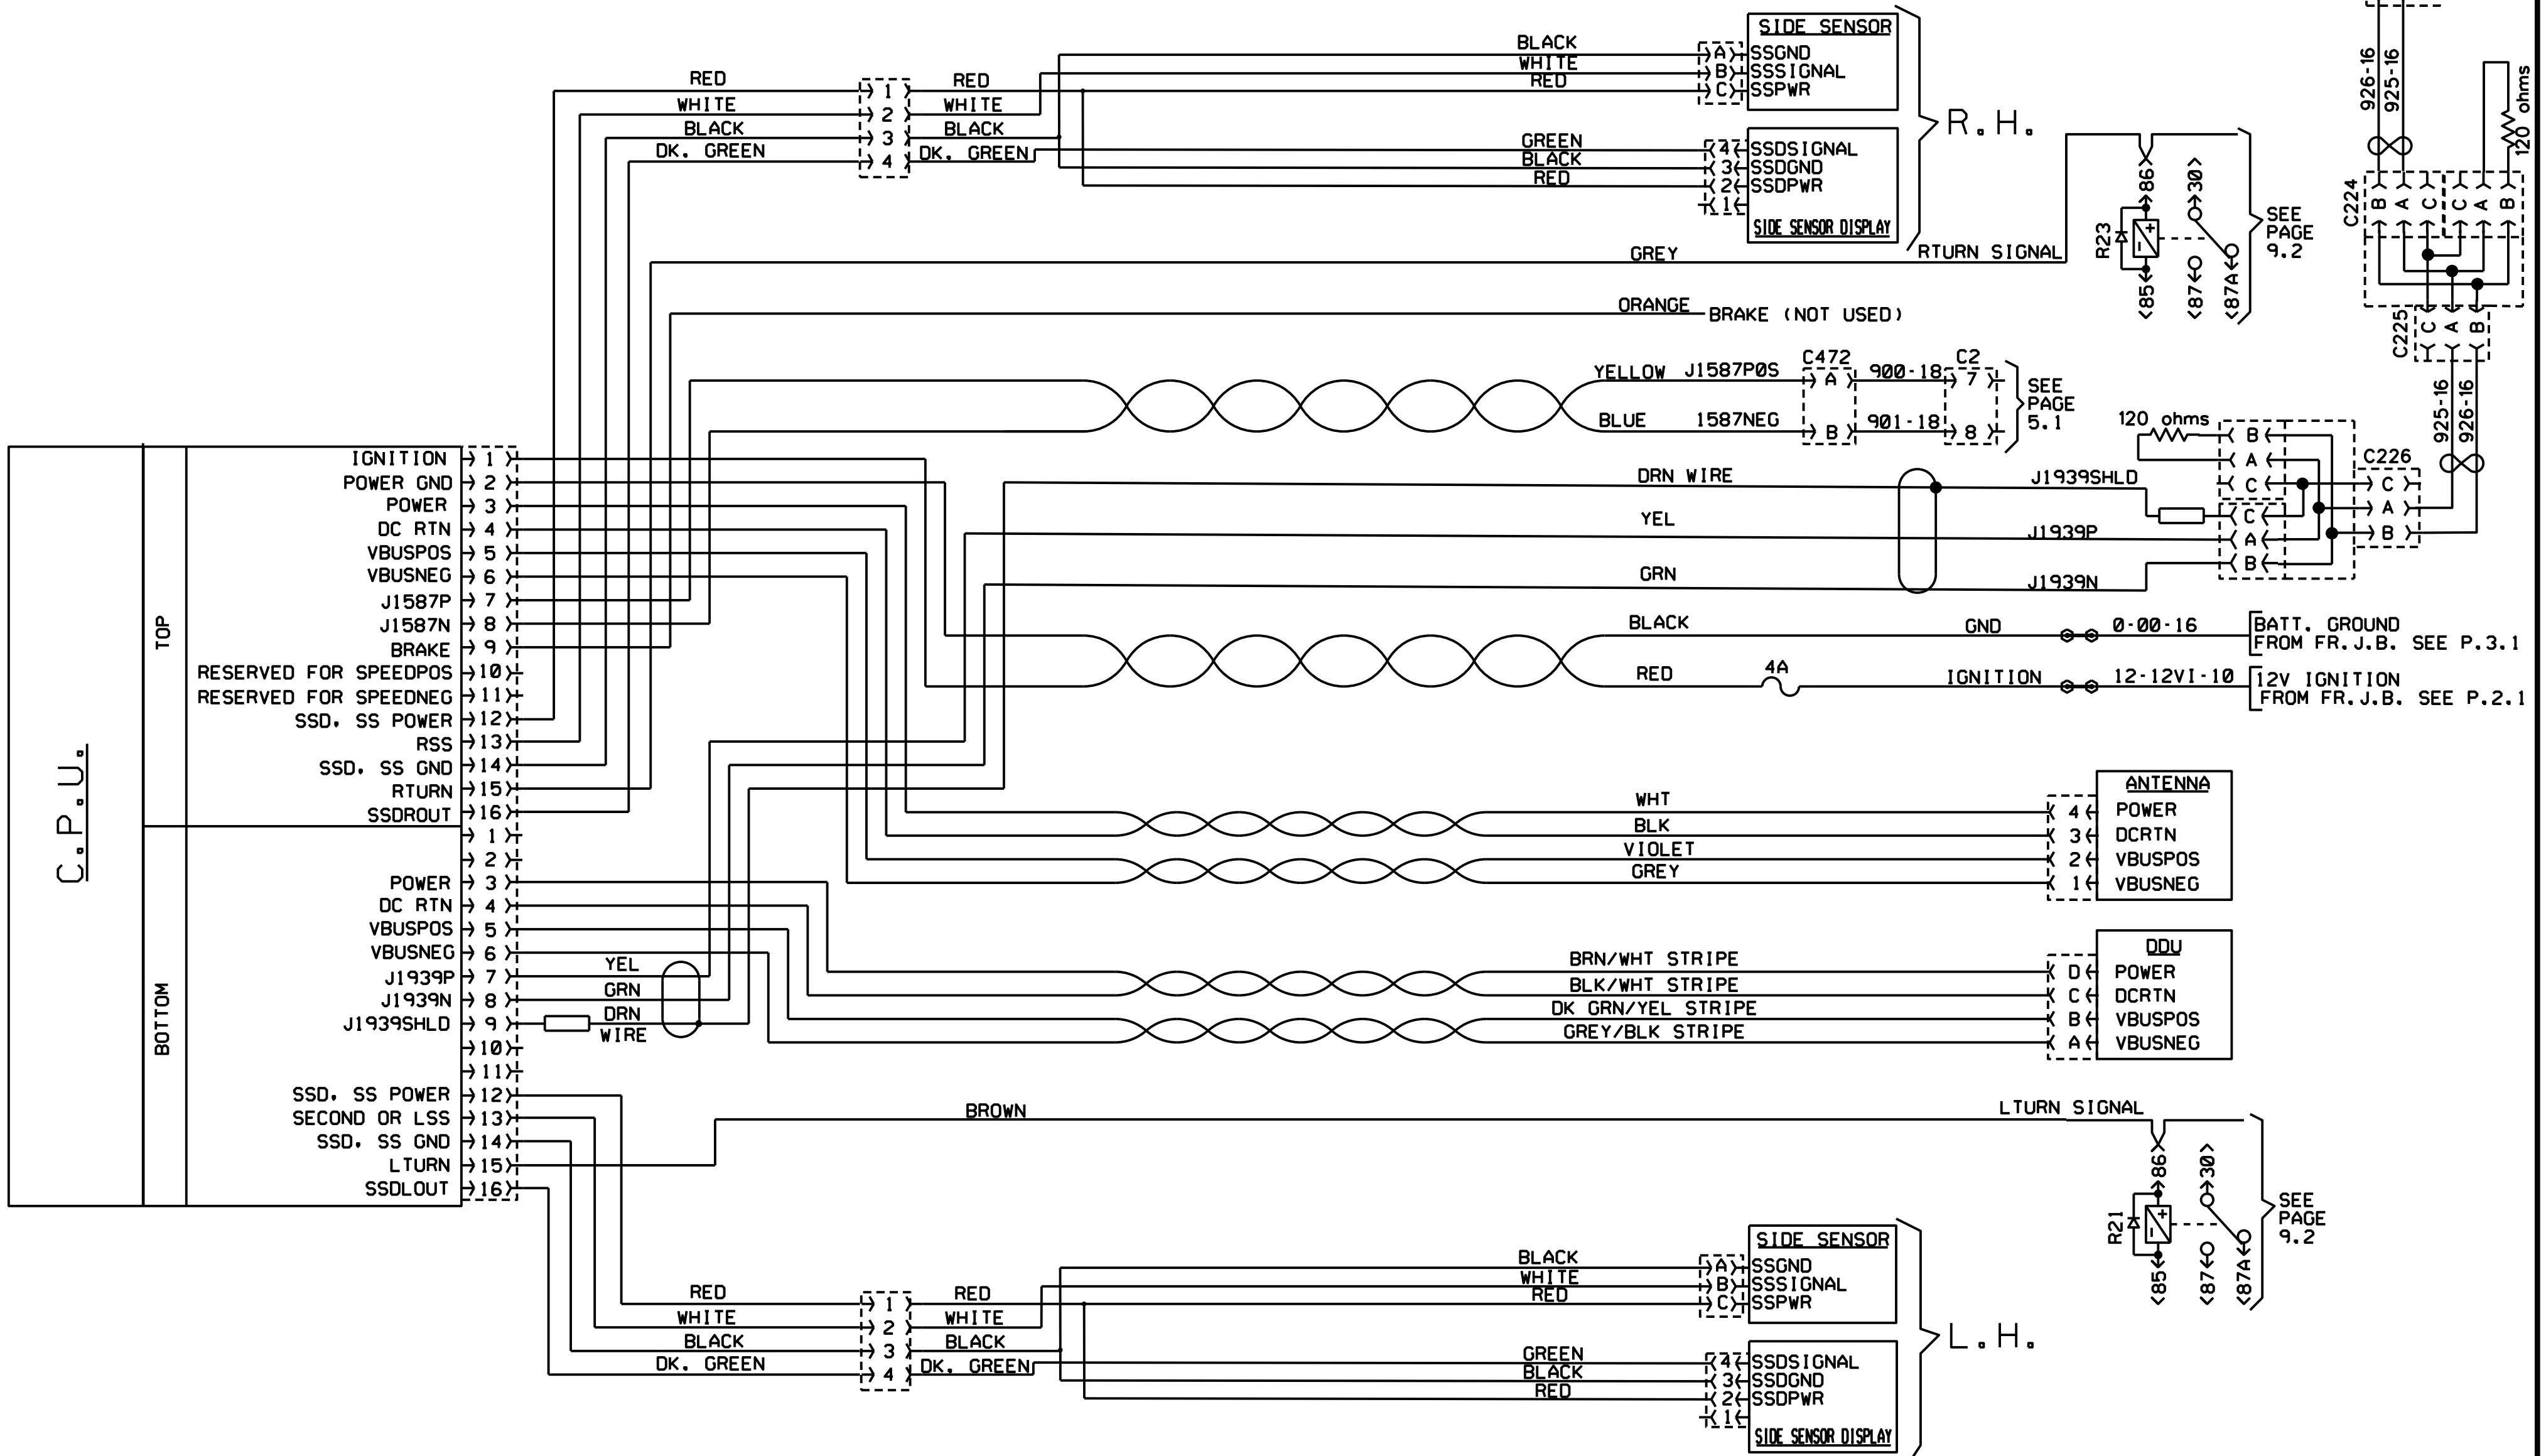 SIDE SENSOR
BLACK A SSGND
WHITE B SSSIGNAL
RED C SSPWR
RED 1 RED
WHITE 2 WHITE
BLACK 3 BLACK
DK. GREEN 4 DK. GREEN
GREEN 4 SSDSIGNAL
BLACK 3 SSDGND
RED 2 SSDPWR
1
SIDE SENSOR DISPLAY
R.H.
GREY RTURN SIGNAL
R23
86 30
85 87 87A
SEE
PAGE
9.2
926-16
925-16
120 ohms
C224
B A C C A B
C225
C A B
925-16
926-16
ORANGE BRAKE (NOT USED)
YELLOW J1587POS C472 A 900-18 C2 7
BLUE 1587NEG B 901-18 8
SEE
PAGE
5.1
120 ohms
B
A
C
C226
C
A
B
C
A
B
DRN WIRE J1939SHLD
YEL J1939P
GRN J1939N
BLACK GND 0-00-16
BATT. GROUND
FROM FR.J.B. SEE P.3.1
RED 4A IGNITION 12-12VI-10
12V IGNITION
FROM FR.J.B. SEE P.2.1
C.P.U.
TOP
IGNITION 1
POWER GND 2
POWER 3
DC RTN 4
VBUSPOS 5
VBUSNEG 6
J1587P 7
J1587N 8
BRAKE 9
RESERVED FOR SPEEDPOS 10
RESERVED FOR SPEEDNEG 11
SSD. SS POWER 12
RSS 13
SSD. SS GND 14
RTURN 15
SSDROUT 16
BOTTOM
1
2
POWER 3
DC RTN 4
VBUSPOS 5
VBUSNEG 6
J1939P 7 YEL
J1939N 8 GRN
J1939SHLD 9 DRN
WIRE
10
11
SSD. SS POWER 12
SECOND OR LSS 13
SSD. SS GND 14
LTURN 15
SSDLOUT 16
ANTENNA
WHT 4 POWER
BLK 3 DCRTN
VIOLET 2 VBUSPOS
GREY 1 VBUSNEG
DDU
BRN/WHT STRIPE D POWER
BLK/WHT STRIPE C DCRTN
DK GRN/YEL STRIPE B VBUSPOS
GREY/BLK STRIPE A VBUSNEG
BROWN LTURN SIGNAL
R21
86 30
85 87 87A
SEE
PAGE
9.2
SIDE SENSOR
BLACK A SSGND
WHITE B SSSIGNAL
RED C SSPWR
RED 1 RED
WHITE 2 WHITE
BLACK 3 BLACK
DK. GREEN 4 DK. GREEN
GREEN 4 SSDSIGNAL
BLACK 3 SSDGND
RED 2 SSDPWR
1
SIDE SENSOR DISPLAY
L.H.